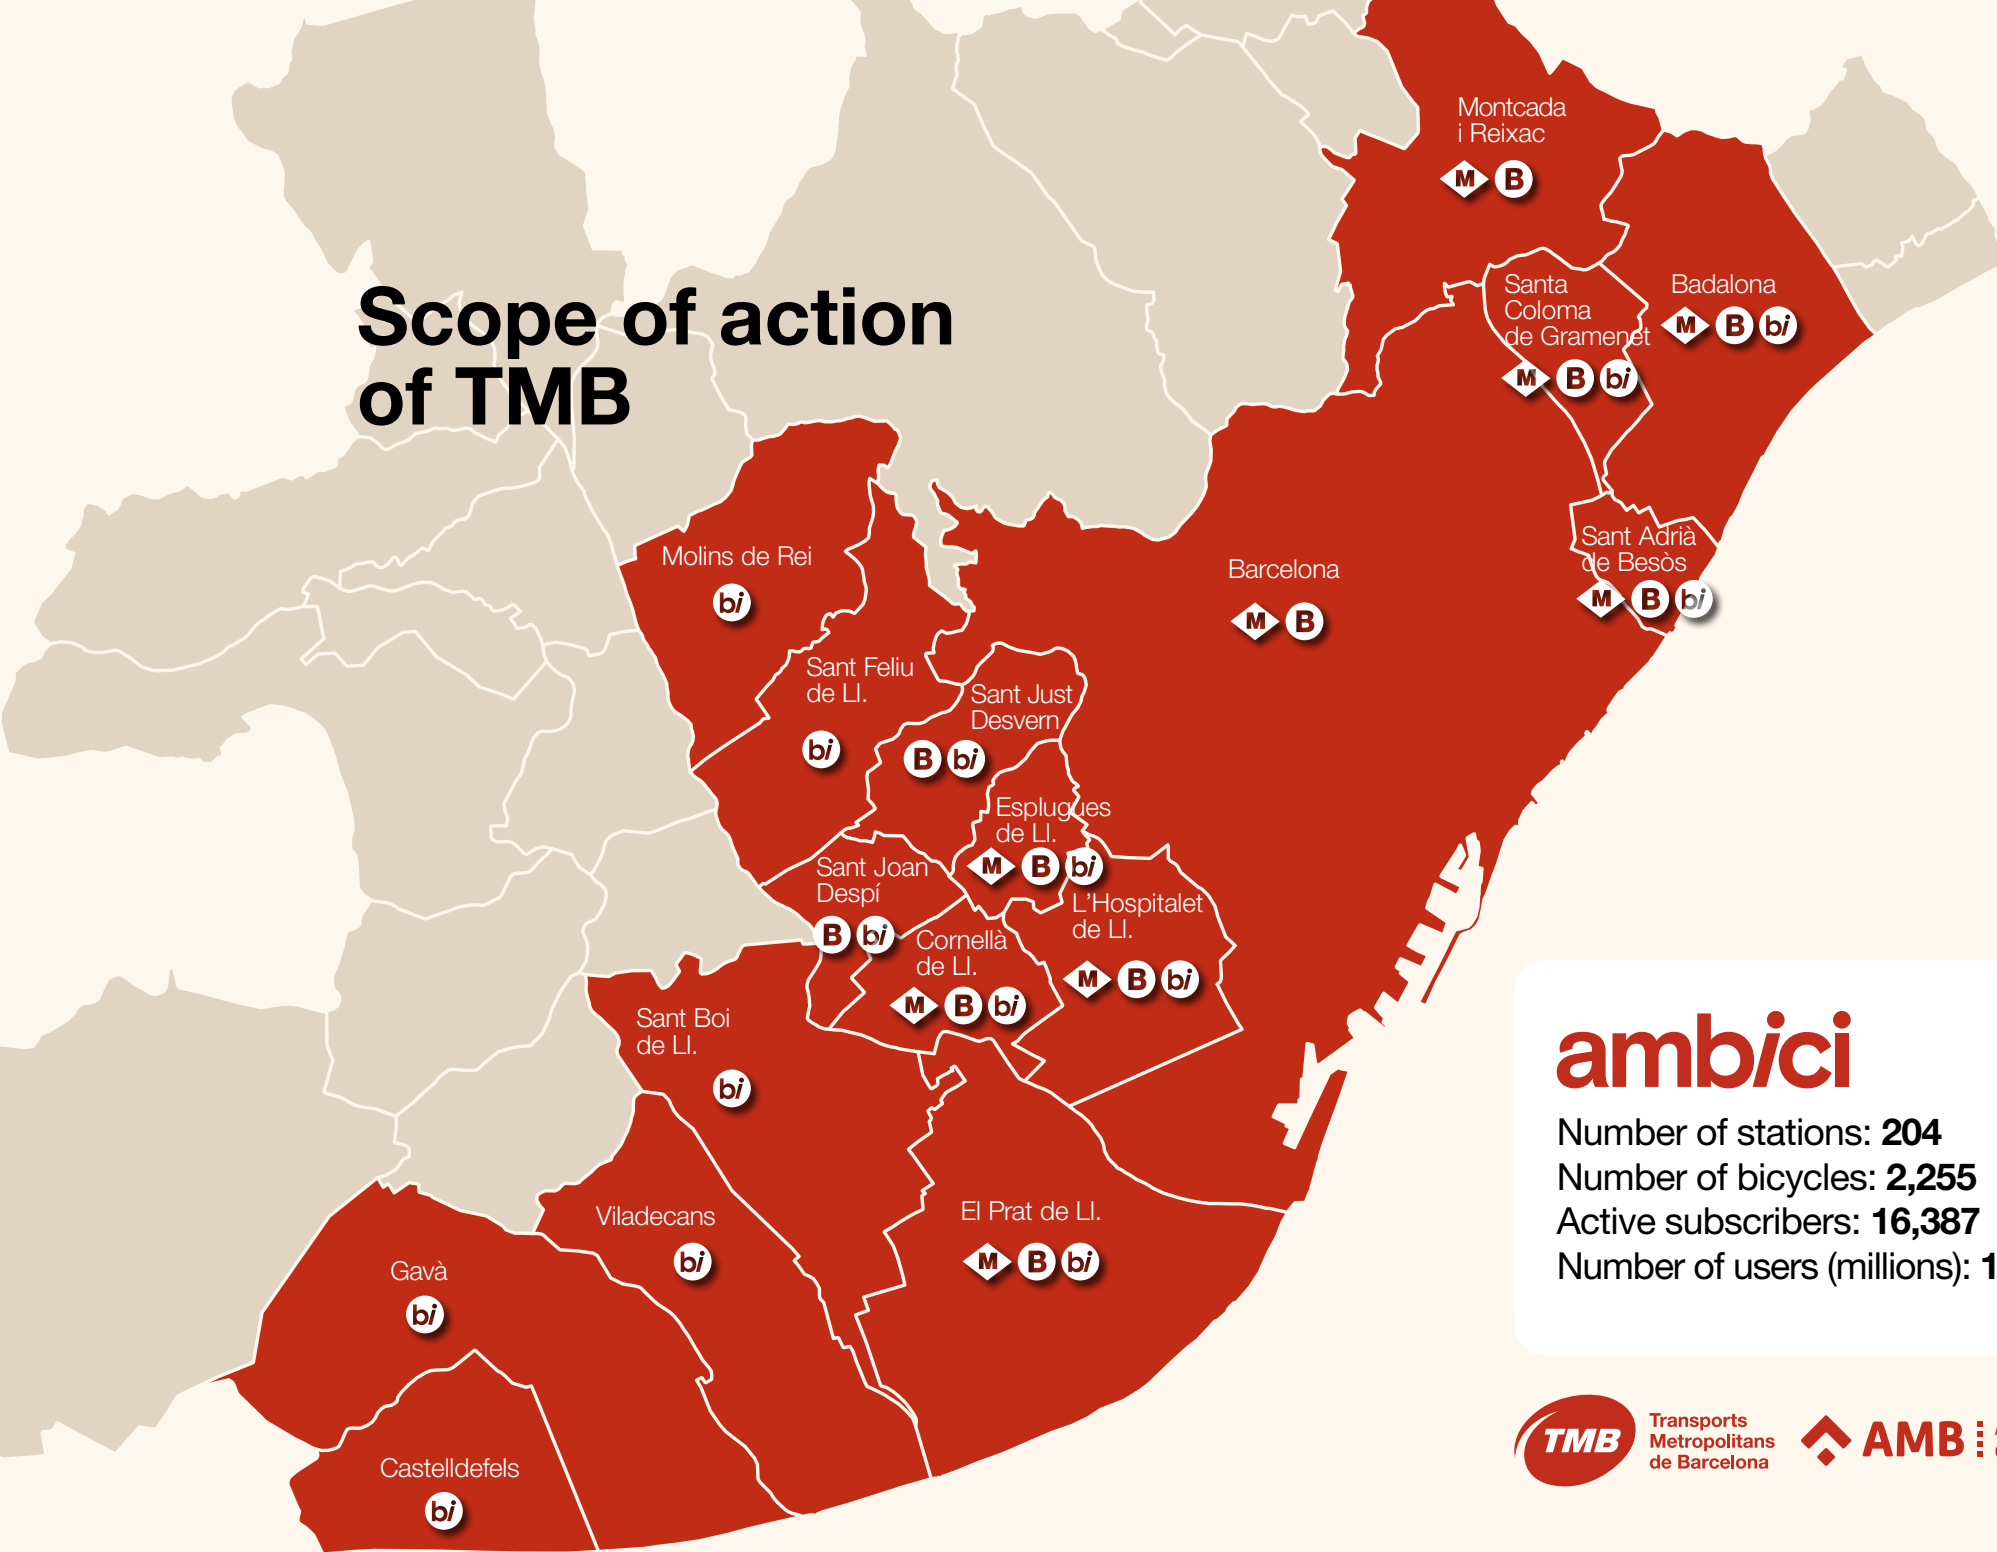 Scope of action
of TMB
Montcada
i Reixac
M B
Santa
Coloma
de Gramenet
M B bi
Badalona
M B bi
Sant Adrià
de Besòs
M B bi
Barcelona
M B
Molins de Rei
bi
Sant Feliu
de Ll.
bi
Sant Just
Desvern
B bi
Esplugues
de Ll.
M B bi
Sant Joan
Despí
B bi
L'Hospitalet
de Ll.
M B bi
Cornellà
de Ll.
M B bi
Sant Boi
de Ll.
bi
Viladecans
bi
El Prat de Ll.
M B bi
Gavà
bi
Castelldefels
bi
ambici
Number of stations: 204
Number of bicycles: 2,255
Active subscribers: 16,387
Number of users (millions): 1
TMB
Transports
Metropolitans
de Barcelona
AMB